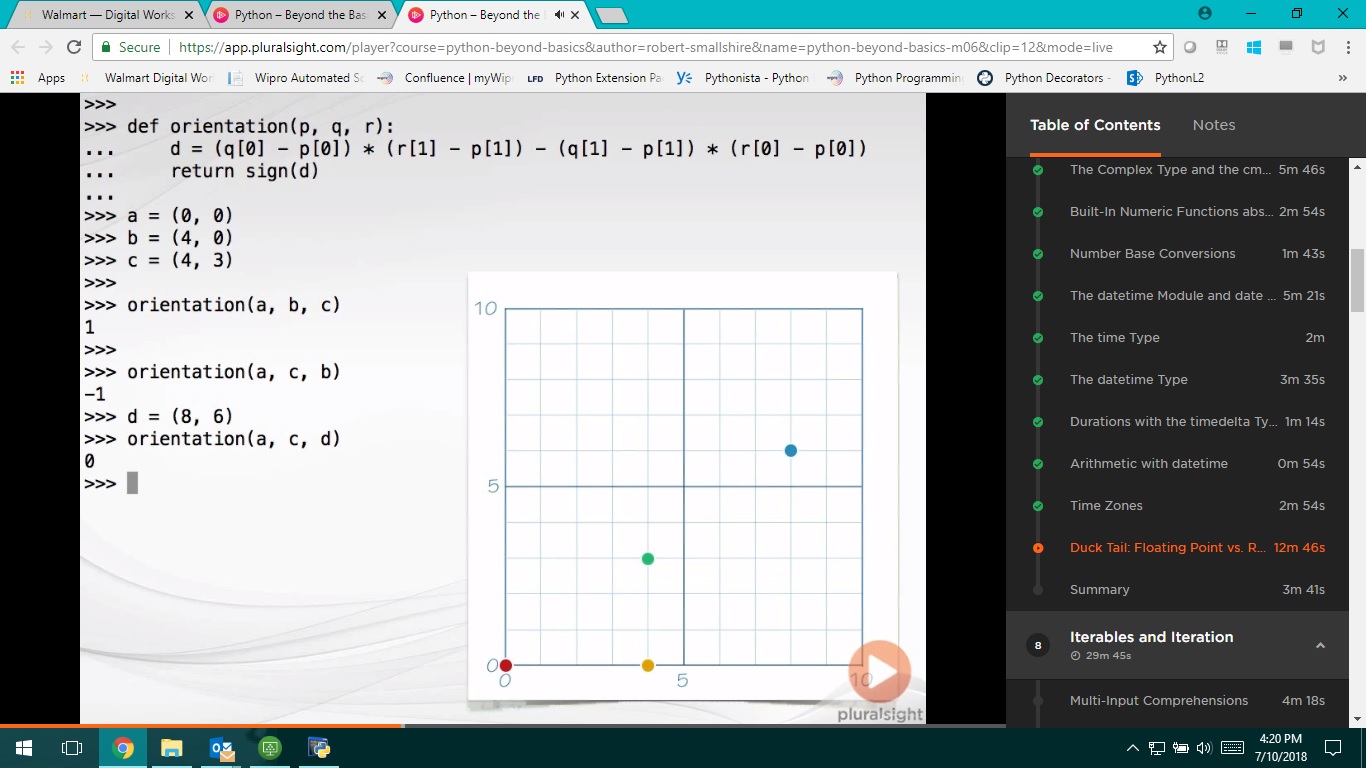 Walmart — Digital Works
Python – Beyond the Bas
Python – Beyond the
Secure
https://app.pluralsight.com/player?course=python-beyond-basics&author=robert-smallshire&name=python-beyond-basics-m06&clip=12&mode=live
Apps
Walmart Digital Wor
Wipro Automated Sc
Confluence | myWip
LFD
Python Extension Pa
Pythonista - Python
Python Programmin
Python Decorators -
PythonL2
»
>>>
>>> def orientation(p, q, r):
... d = (q[0] − p[0]) * (r[1] − p[1]) − (q[1] − p[1]) * (r[0] − p[0])
... return sign(d)
...
>>> a = (0, 0)
>>> b = (4, 0)
>>> c = (4, 3)
>>>
>>> orientation(a, b, c)
1
>>>
>>> orientation(a, c, b)
−1
>>> d = (8, 6)
>>> orientation(a, c, d)
0
>>>
10
5
0
0
5
10
pluralsight
Table of Contents
Notes
The Complex Type and the cm... 5m 46s
Built-In Numeric Functions abs... 2m 54s
Number Base Conversions 1m 43s
The datetime Module and date ... 5m 21s
The time Type 2m
The datetime Type 3m 35s
Durations with the timedelta Ty... 1m 14s
Arithmetic with datetime 0m 54s
Time Zones 2m 54s
Duck Tail: Floating Point vs. R... 12m 46s
Summary 3m 41s
8 Iterables and Iteration
29m 45s
Multi-Input Comprehensions 4m 18s
4:20 PM
7/10/2018